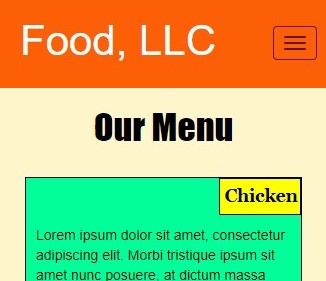 Food, LLC
Our Menu
Chicken
Lorem ipsum dolor sit amet, consectetur
adipiscing elit. Morbi tristique ipsum sit
amet nunc posuere, at dictum massa